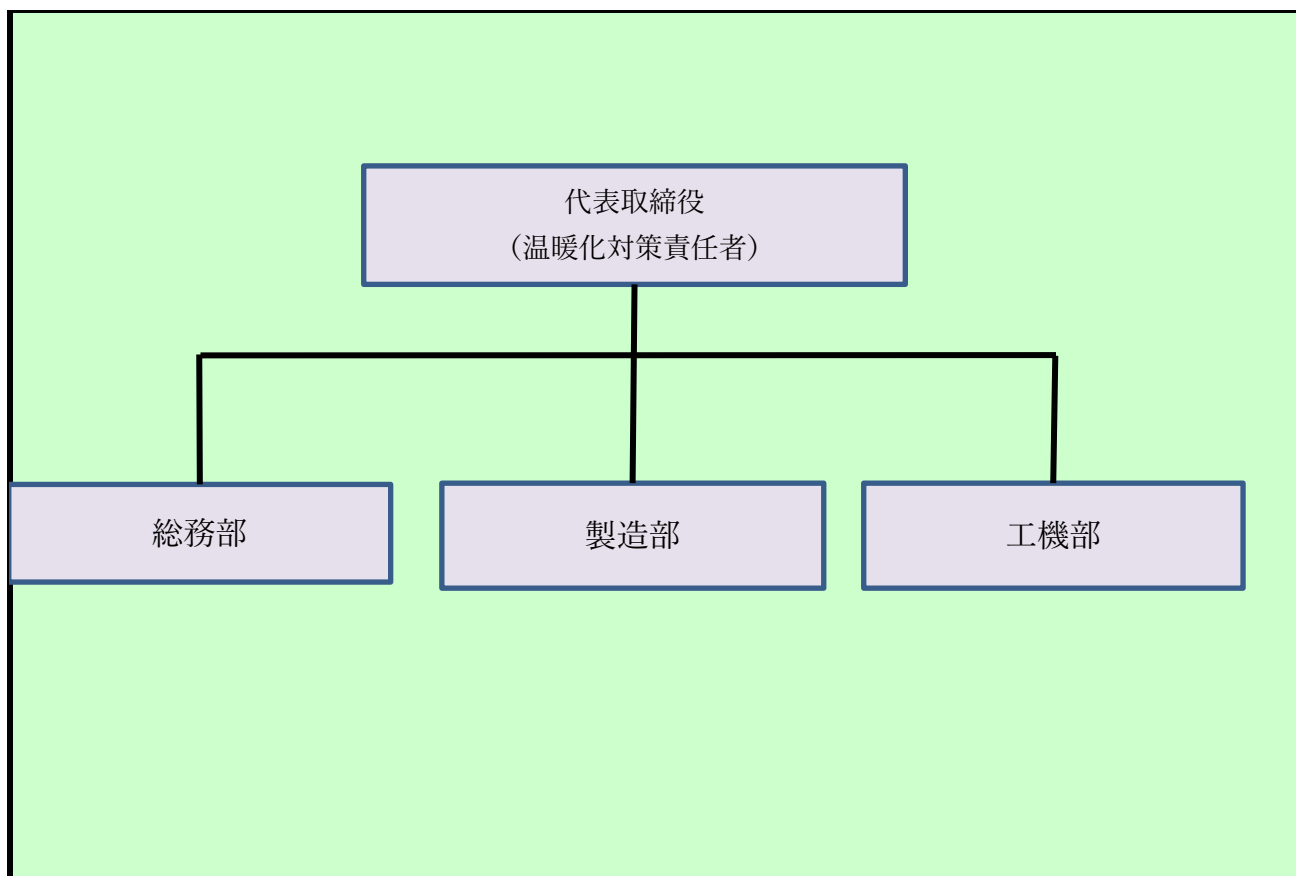 代表取締役
（温暖化対策責任者）
総務部
製造部
工機部